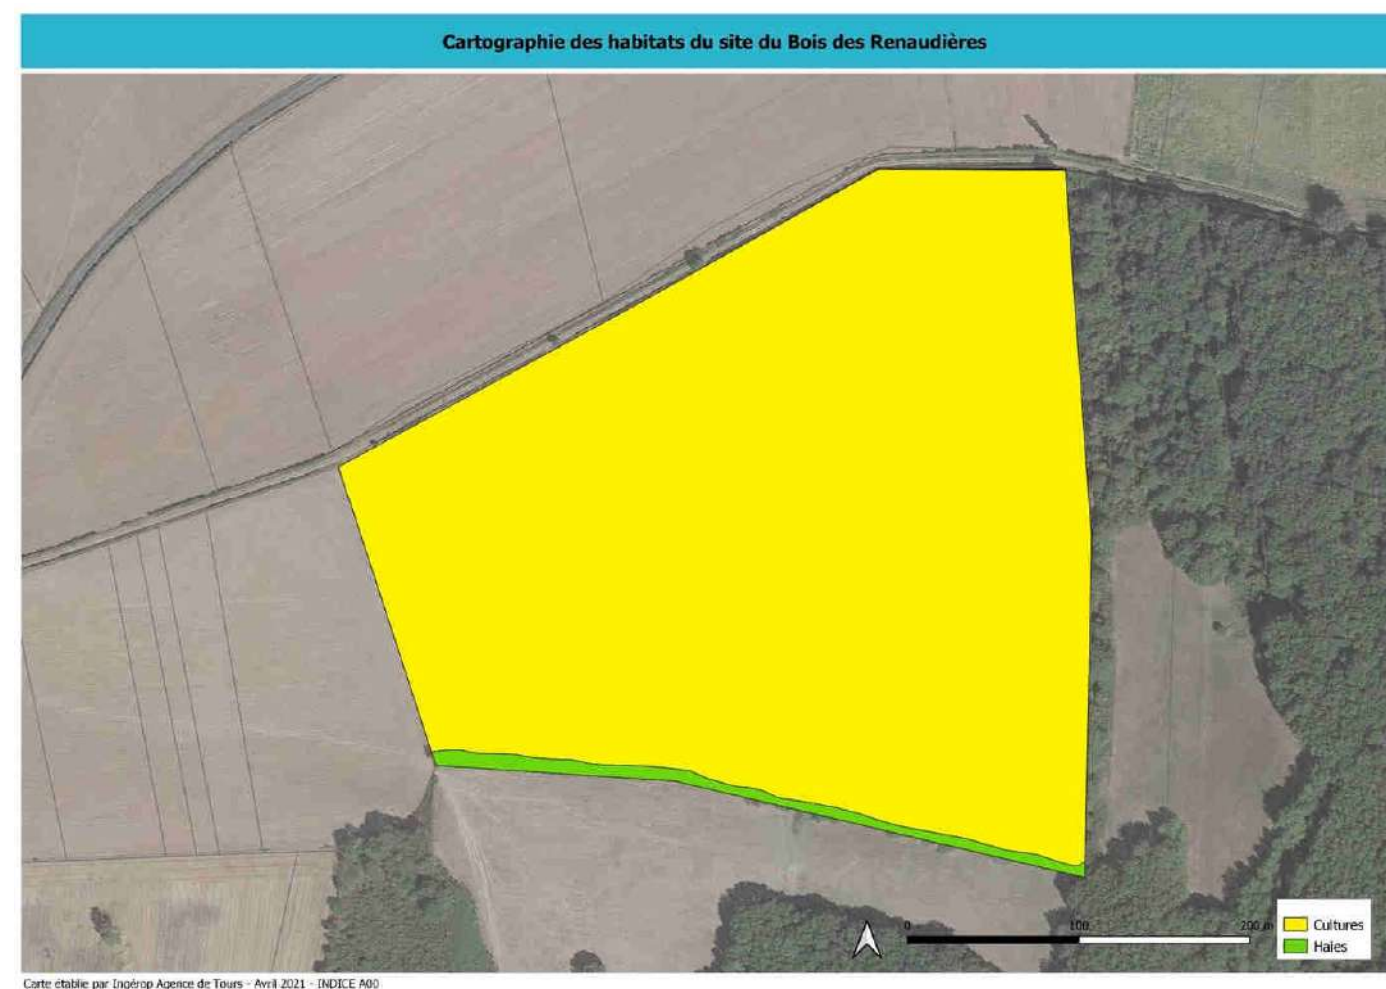 Cartographie des habitats du site du Bois des Renaudières
0 100 200 m
Cultures
Haies
Carte établie par Ingérop Agence de Tours - Avril 2021 - INDICE A00